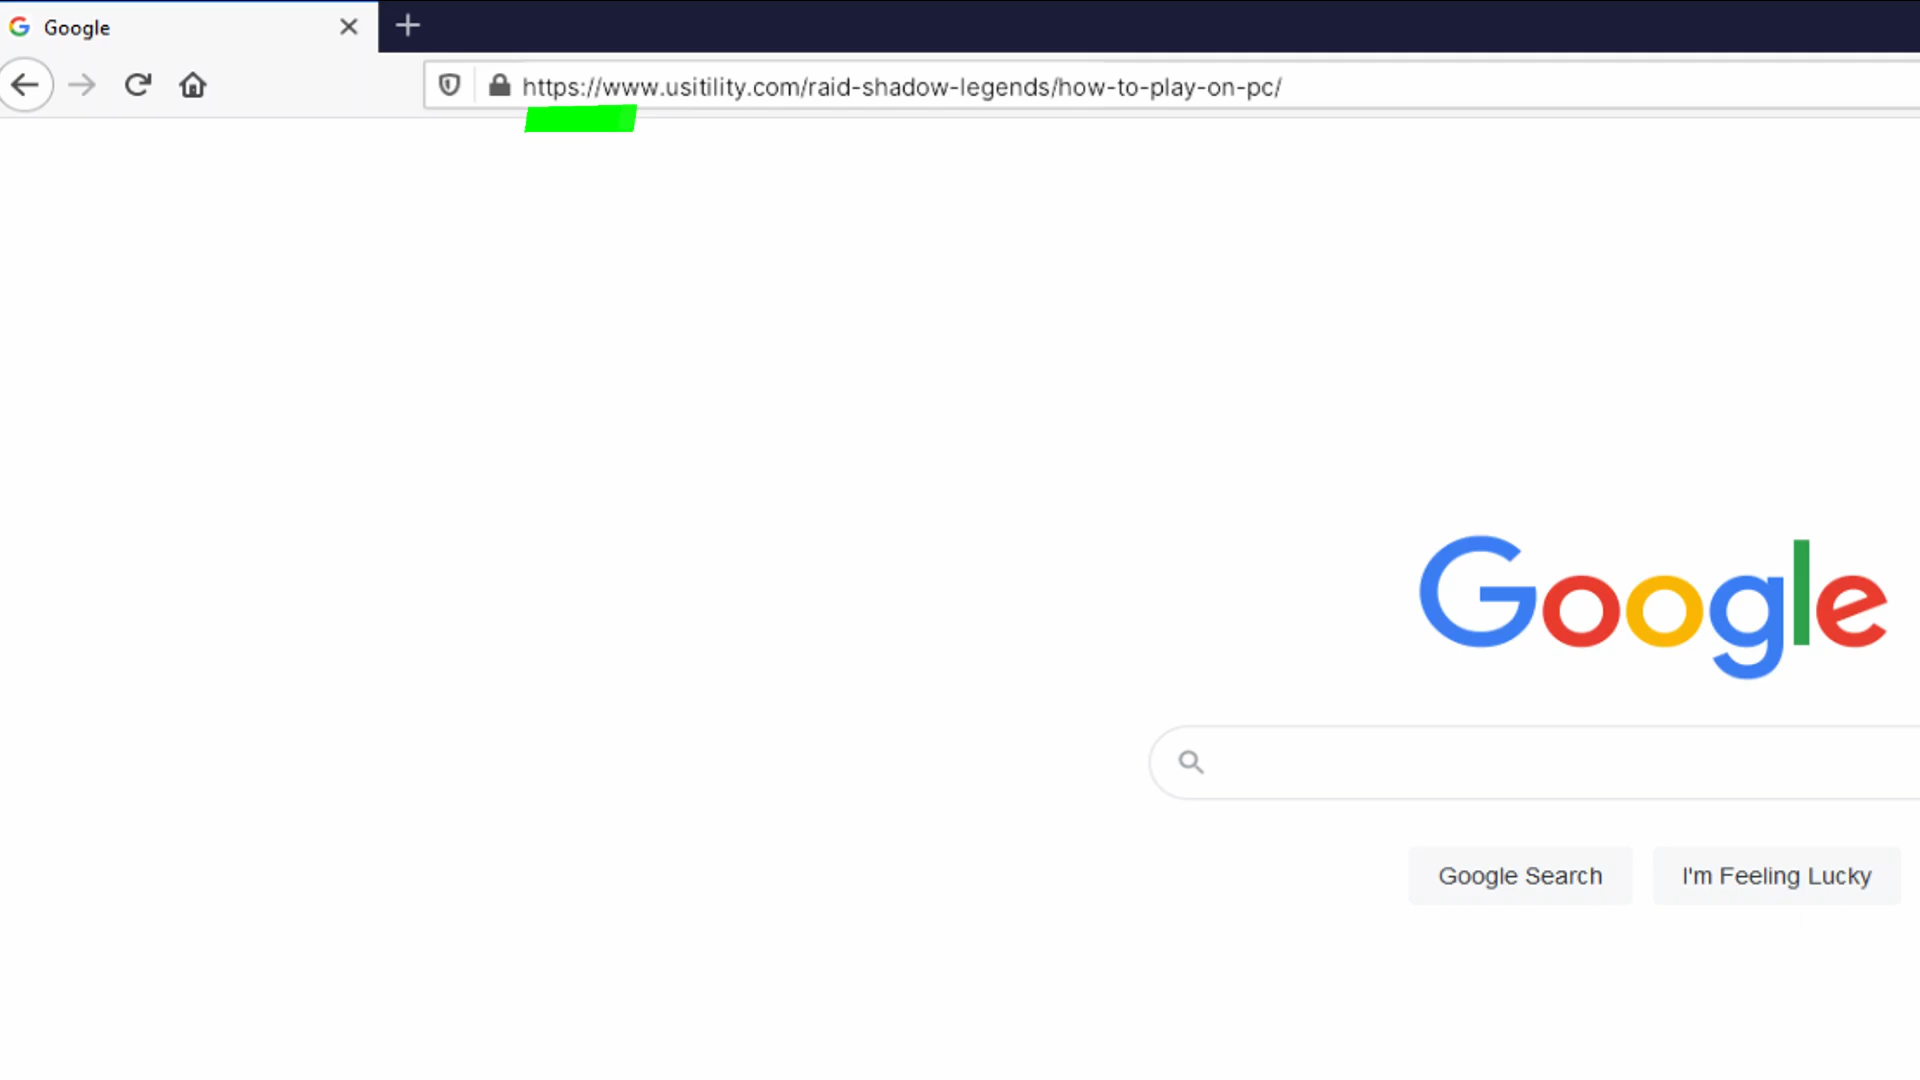 Google
https://www.usitility.com/raid-shadow-legends/how-to-play-on-pc/
Google
Google Search
I'm Feeling Lucky